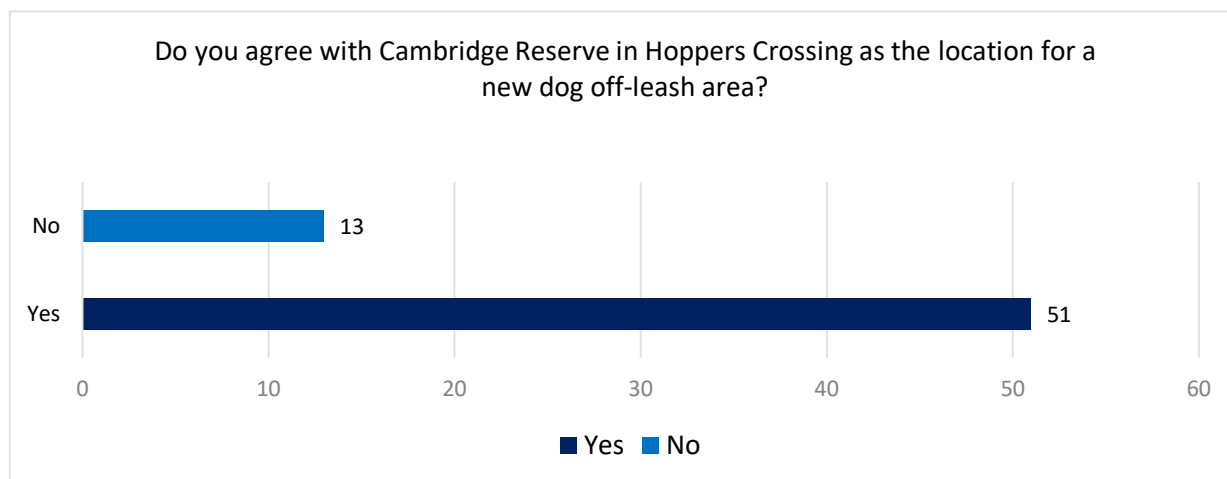 Do you agree with Cambridge Reserve in Hoppers Crossing as the location for a
new dog off-leash area?
No 13
Yes 51
0 10 20 30 40 50 60
Yes No